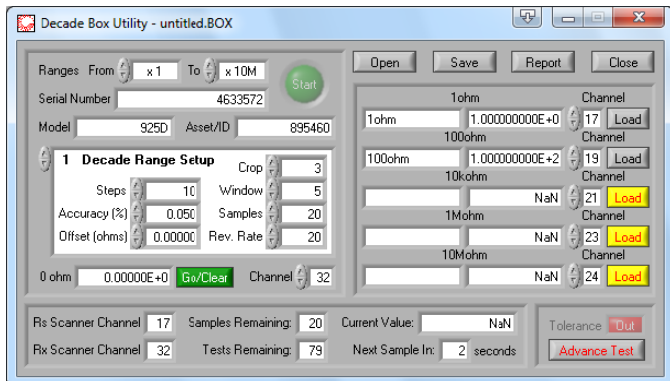 Decade Box Utility - untitled.BOX
Ranges From x 1 To x 10M Start
Serial Number 4633572
Model 925D Asset/ID 895460
1 Decade Range Setup
Crop 3
Steps 10 Window 5
Accuracy (%) 0.050 Samples 20
Offset (ohms) 0.00000 Rev. Rate 20
0 ohm 0.00000E+0 Go/Clear Channel 32
Open Save Report Close
1ohm Channel
1ohm 1.000000000E+0 17 Load
100ohm Channel
100ohm 1.00000000E+2 19 Load
10kohm Channel
NaN 21 Load
1Mohm Channel
NaN 23 Load
10Mohm Channel
NaN 24 Load
Rs Scanner Channel 17 Samples Remaining: 20 Current Value: NaN
Rx Scanner Channel 32 Tests Remaining: 79 Next Sample In: 2 seconds
Tolerance Out
Advance Test